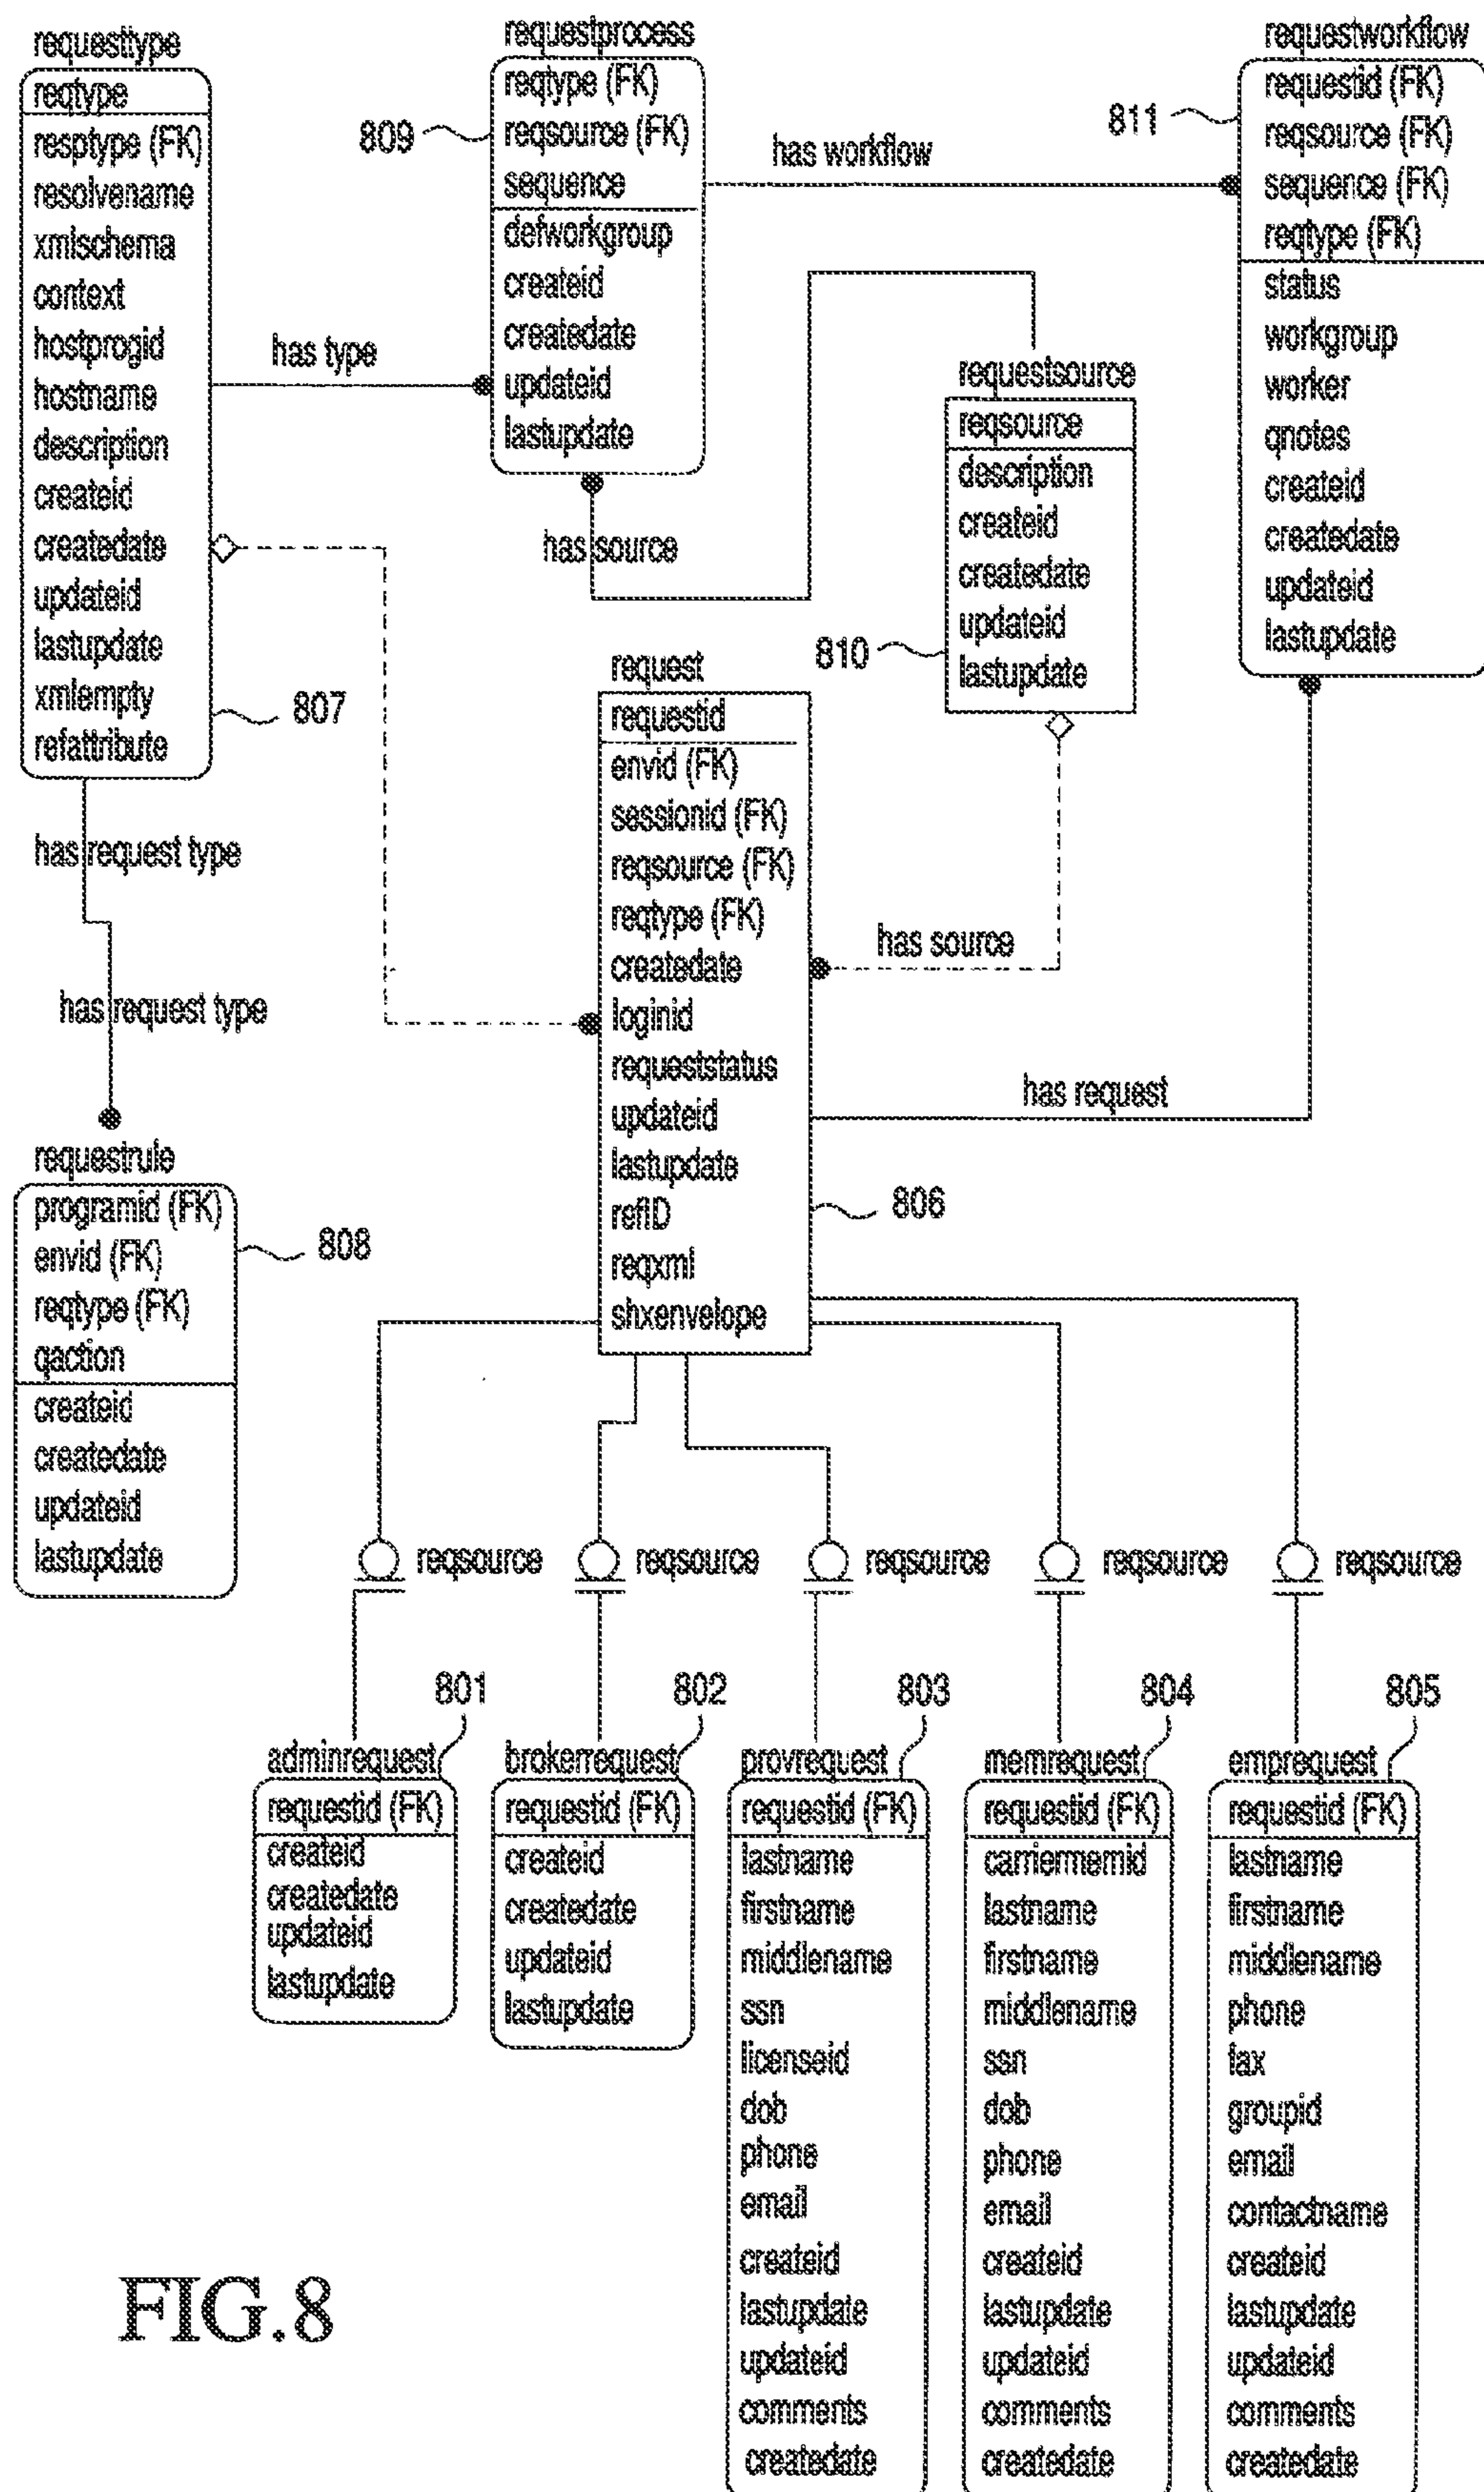 requesttype
reqtype
resptype (FK)
resolvename
xmlschema
context
hostprogid
hostname
description
createid
createdate
updateid
lastupdate
xmlempty
refattribute
807
requestprocess
reqtype (FK)
reqsource (FK)
sequence
defworkgroup
createid
createdate
updateid
lastupdate
809
has workflow
has type
has source
requestworkflow
requestid (FK)
reqsource (FK)
sequence (FK)
reqtype (FK)
status
workgroup
worker
qnotes
createid
createdate
updateid
lastupdate
811
requestsource
reqsource
description
createid
createdate
updateid
lastupdate
810
request
requestid
envid (FK)
sessionid (FK)
reqsource (FK)
reqtype (FK)
createdate
loginid
requeststatus
updateid
lastupdate
refID
reqxml
shxenvelope
806
has source
has request
has request type
has request type
requestrule
programid (FK)
envid (FK)
reqtype (FK)
qaction
createid
createdate
updateid
lastupdate
808
reqsource
reqsource
reqsource
reqsource
reqsource
801
adminrequest
requestid (FK)
createid
createdate
updateid
lastupdate
802
brokerrequest
requestid (FK)
createid
createdate
updateid
lastupdate
803
provrequest
requestid (FK)
lastname
firstname
middlename
ssn
licenseid
dob
phone
email
createid
lastupdate
updateid
comments
createdate
804
memrequest
requestid (FK)
carriermemid
lastname
firstname
middlename
ssn
dob
phone
email
createid
lastupdate
updateid
comments
createdate
805
emprequest
requestid (FK)
lastname
firstname
middlename
phone
fax
groupid
email
contactname
createid
lastupdate
updateid
comments
createdate
FIG.8